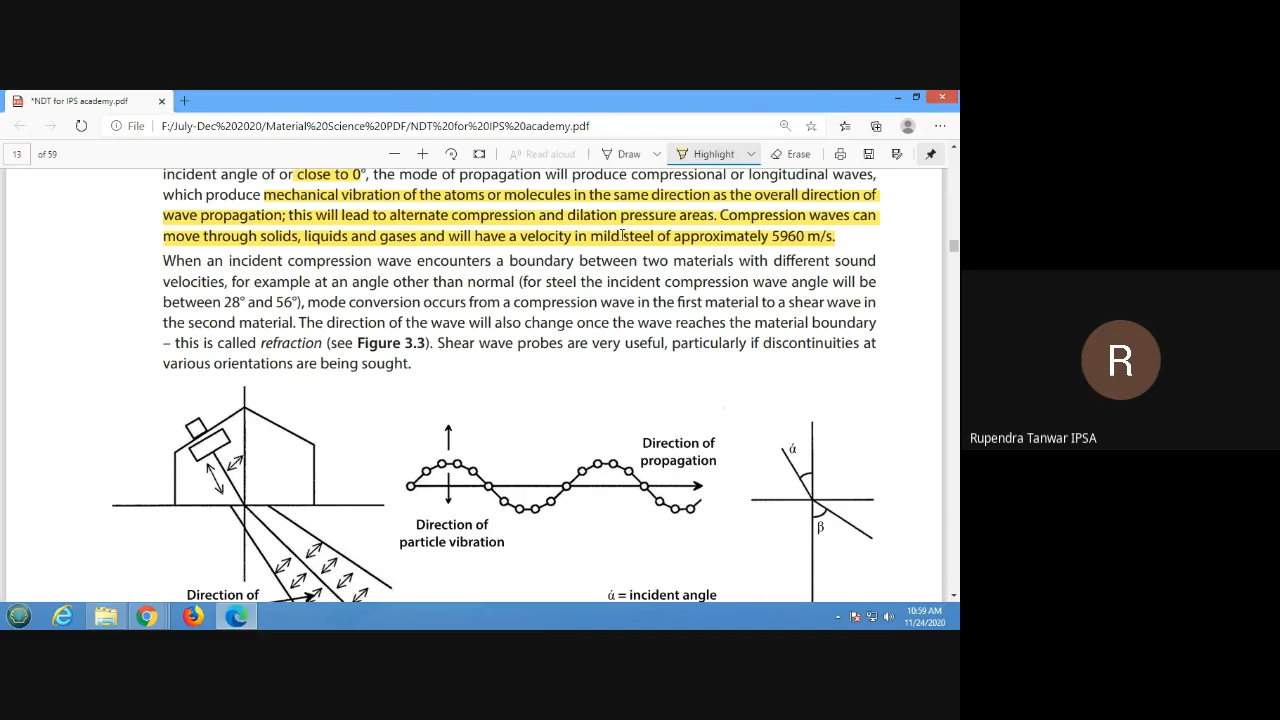 *NDT for IPS academy.pdf
File
F:/July-Dec%202020/Material%20Science%20PDF/NDT%20for%20IPS%20academy.pdf
13 of 59
Read aloud
Draw
Highlight
Erase
incident angle of or close to 0°, the mode of propagation will produce compressional or longitudinal waves,
which produce mechanical vibration of the atoms or molecules in the same direction as the overall direction of
wave propagation; this will lead to alternate compression and dilation pressure areas. Compression waves can
move through solids, liquids and gases and will have a velocity in mild steel of approximately 5960 m/s.
When an incident compression wave encounters a boundary between two materials with different sound
velocities, for example at an angle other than normal (for steel the incident compression wave angle will be
between 28° and 56°), mode conversion occurs from a compression wave in the first material to a shear wave in
the second material. The direction of the wave will also change once the wave reaches the material boundary
– this is called refraction (see Figure 3.3). Shear wave probes are very useful, particularly if discontinuities at
various orientations are being sought.
Direction of
propagation
Direction of
particle vibration
ά
β
Direction of
ά = incident angle
R
Rupendra Tanwar IPSA
10:59 AM
11/24/2020